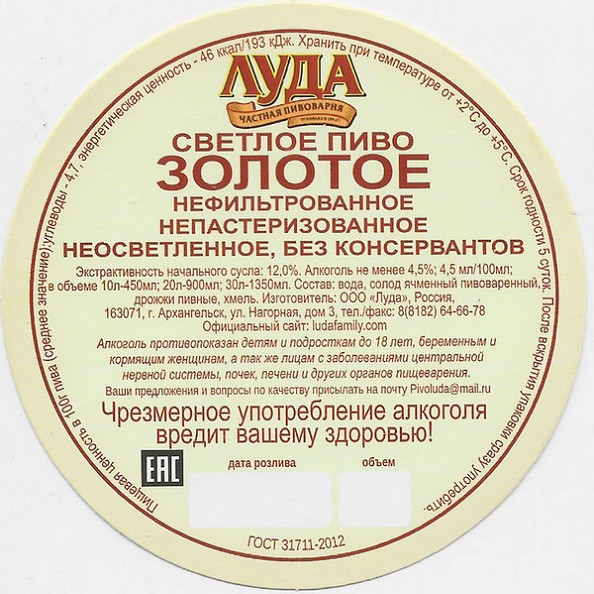 Пищевая ценность в 100г пива (среднее значение):углеводы - 4,7, энергетическая ценность - 46 ккал/193 кДж. Хранить при температуре от +2°С до +5°С. Срок годности 5 суток. После вскрытия упаковки сразу употребить.
ЛУДА
ЧАСТНАЯ ПИВОВАРНЯ
СВЕТЛОЕ ПИВО
ЗОЛОТОЕ
НЕФИЛЬТРОВАННОЕ
НЕПАСТЕРИЗОВАННОЕ
НЕОСВЕТЛЕННОЕ, БЕЗ КОНСЕРВАНТОВ
Экстрактивность начального сусла: 12,0%. Алкоголь не менее 4,5%; 4,5 мл/100мл;
в объеме 10л-450мл; 20л-900мл; 30л-1350мл. Состав: вода, солод ячменный пивоваренный,
дрожжи пивные, хмель. Изготовитель: ООО «Луда», Россия,
163071, г. Архангельск, ул. Нагорная, дом 3, тел./факс: 8(8182) 64-66-78
Официальный сайт: ludafamily.com
Алкоголь противопоказан детям и подросткам до 18 лет, беременным и
кормящим женщинам, а так же лицам с заболеваниями центральной
нервной системы, почек, печени и других органов пищеварения.
Ваши предложения и вопросы по качеству присылать на почту Pivoluda@mail.ru
Чрезмерное употребление алкоголя
вредит вашему здоровью!
ЕАС
дата розлива
объем
ГОСТ 31711-2012